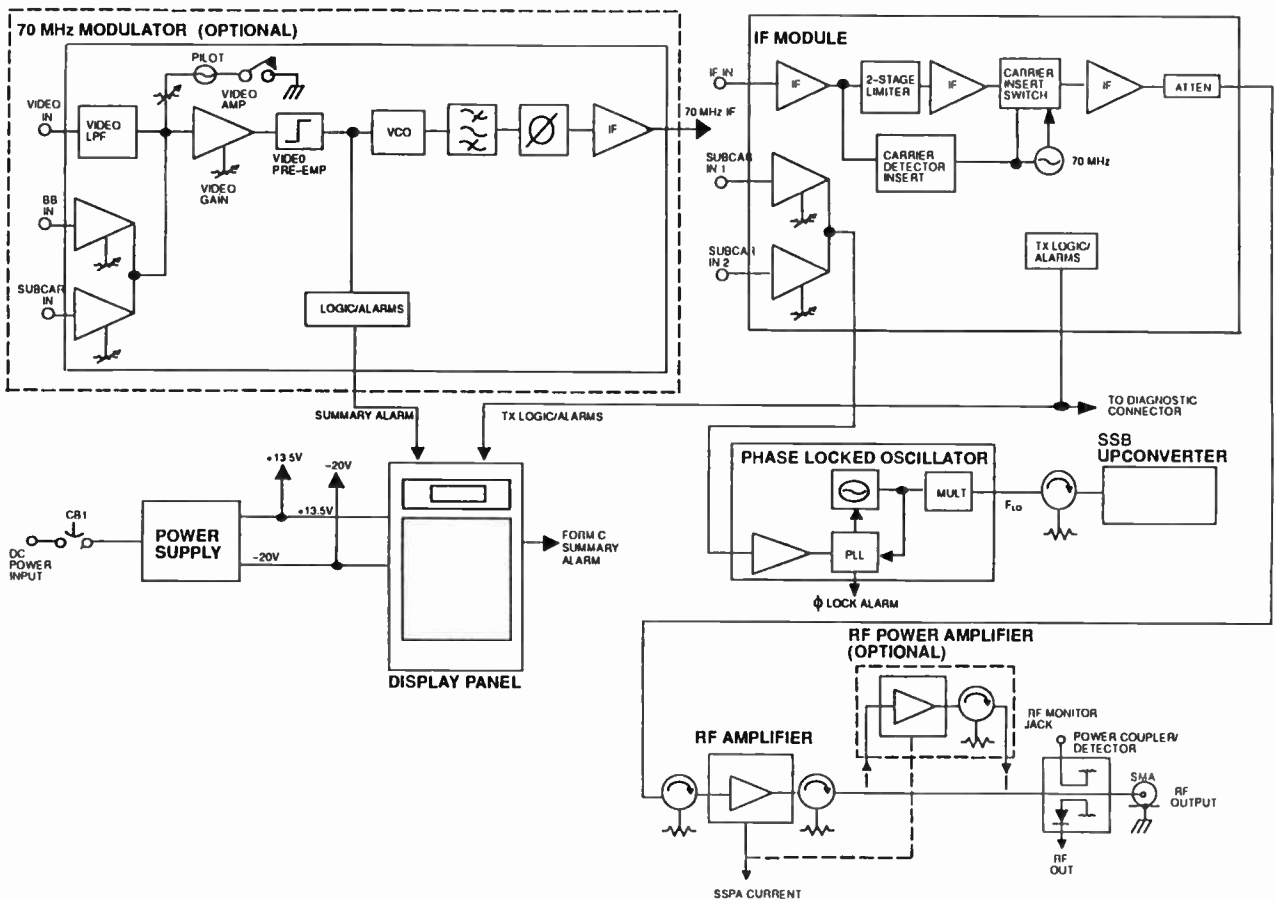 70 MHz MODULATOR (OPTIONAL)
PILOT
VIDEO
AMP
VIDEO
IN
VIDEO
LPF
VIDEO
GAIN
VIDEO
PRE-EMP
VCO
IF
70 MHz IF
BB
IN
SUBCAR
IN
LOGIC/ALARMS
SUMMARY ALARM
IF MODULE
IF IN
IF
2-STAGE
LIMITER
IF
CARRIER
INSERT
SWITCH
IF
ATTEN
SUBCAR
IN 1
CARRIER
DETECTOR
INSERT
70 MHz
SUBCAR
IN 2
TX LOGIC/
ALARMS
TX LOGIC/ALARMS
TO DIAGNOSTIC
CONNECTOR
+13.5V
-20V
CB1
DC
POWER
INPUT
POWER
SUPPLY
+13.5V
-20V
FORM C
SUMMARY
ALARM
DISPLAY PANEL
PHASE LOCKED OSCILLATOR
MULT
PLL
ϕ LOCK ALARM
FLO
SSB
UPCONVERTER
RF POWER AMPLIFIER
(OPTIONAL)
RF AMPLIFIER
SSPA CURRENT
RF MONITOR
JACK
POWER COUPLER/
DETECTOR
SMA
RF
OUTPUT
RF
OUT